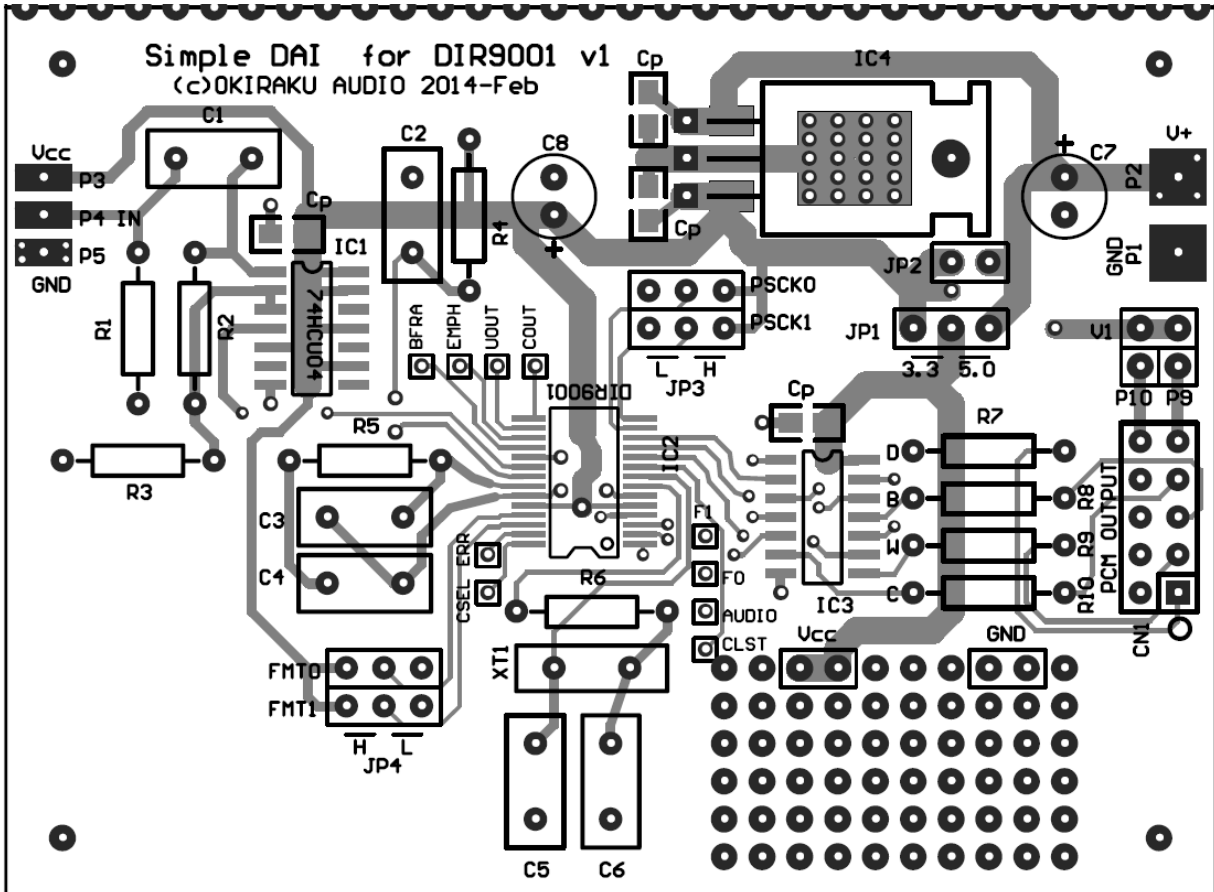 Simple DAI for DIR9001 v1
(c)OKIRAKU AUDIO 2014-Feb
Cp
IC4
C1
C2
C8
C7
V+
Vcc
P3
P4 IN
P5
GND
Cp
IC1
R4
Cp
P2
GND
P1
JP2
PSCK0
PSCK1
L H
JP3
JP1
3.3 5.0
V1
P10 P9
R1
R2
74HCU04
BFRA
EMPH
UOUT
COUT
DIR9001
IC2
Cp
R7
R5
R3
C3
C4
CSEL
ERR
F1
F0
AUDIO
CLST
R6
D
B
W
C
IC3
R8
R9
R10
PCM OUTPUT
CN1
XT1
Vcc
GND
FMT0
FMT1
H L
JP4
C5
C6